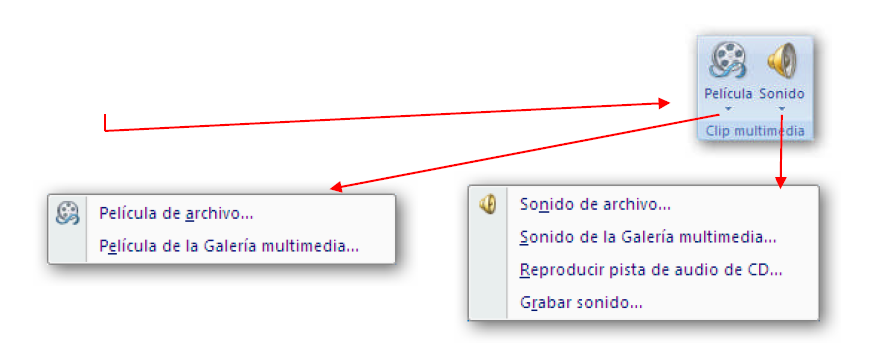 Película Sonido
Clip multimedia
Película de archivo...
Película de la Galería multimedia...
Sonido de archivo...
Sonido de la Galería multimedia...
Reproducir pista de audio de CD...
Grabar sonido...